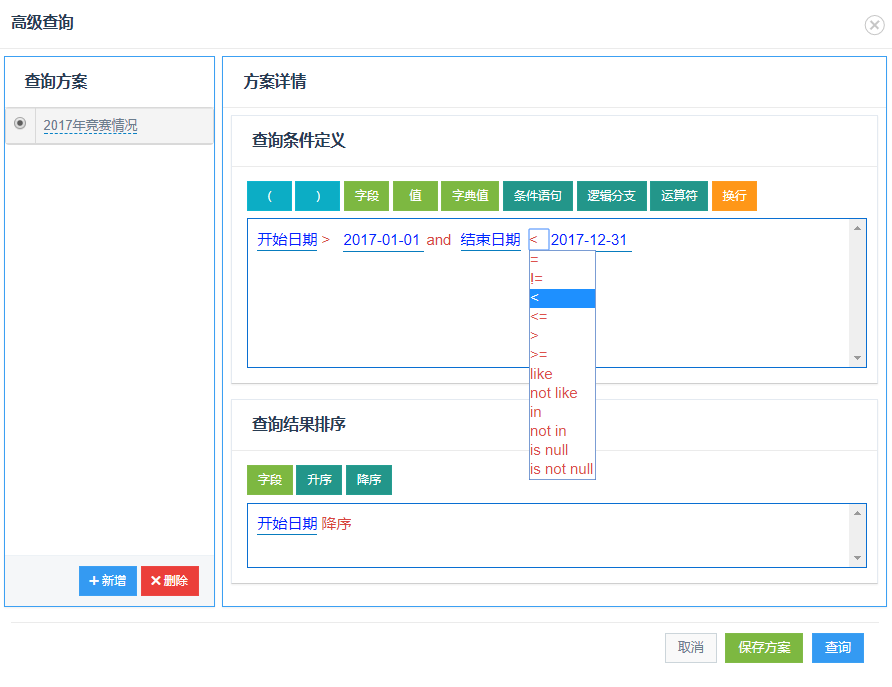 高级查询
查询方案
2017年竞赛情况
+新增 ×删除
方案详情
查询条件定义
( ) 字段 值 字典值 条件语句 逻辑分支 运算符 换行
开始日期 > 2017-01-01 and 结束日期 < 2017-12-31
=
!=
<
<=
>
>=
like
not like
in
not in
is null
is not null
查询结果排序
字段 升序 降序
开始日期 降序
取消 保存方案 查询